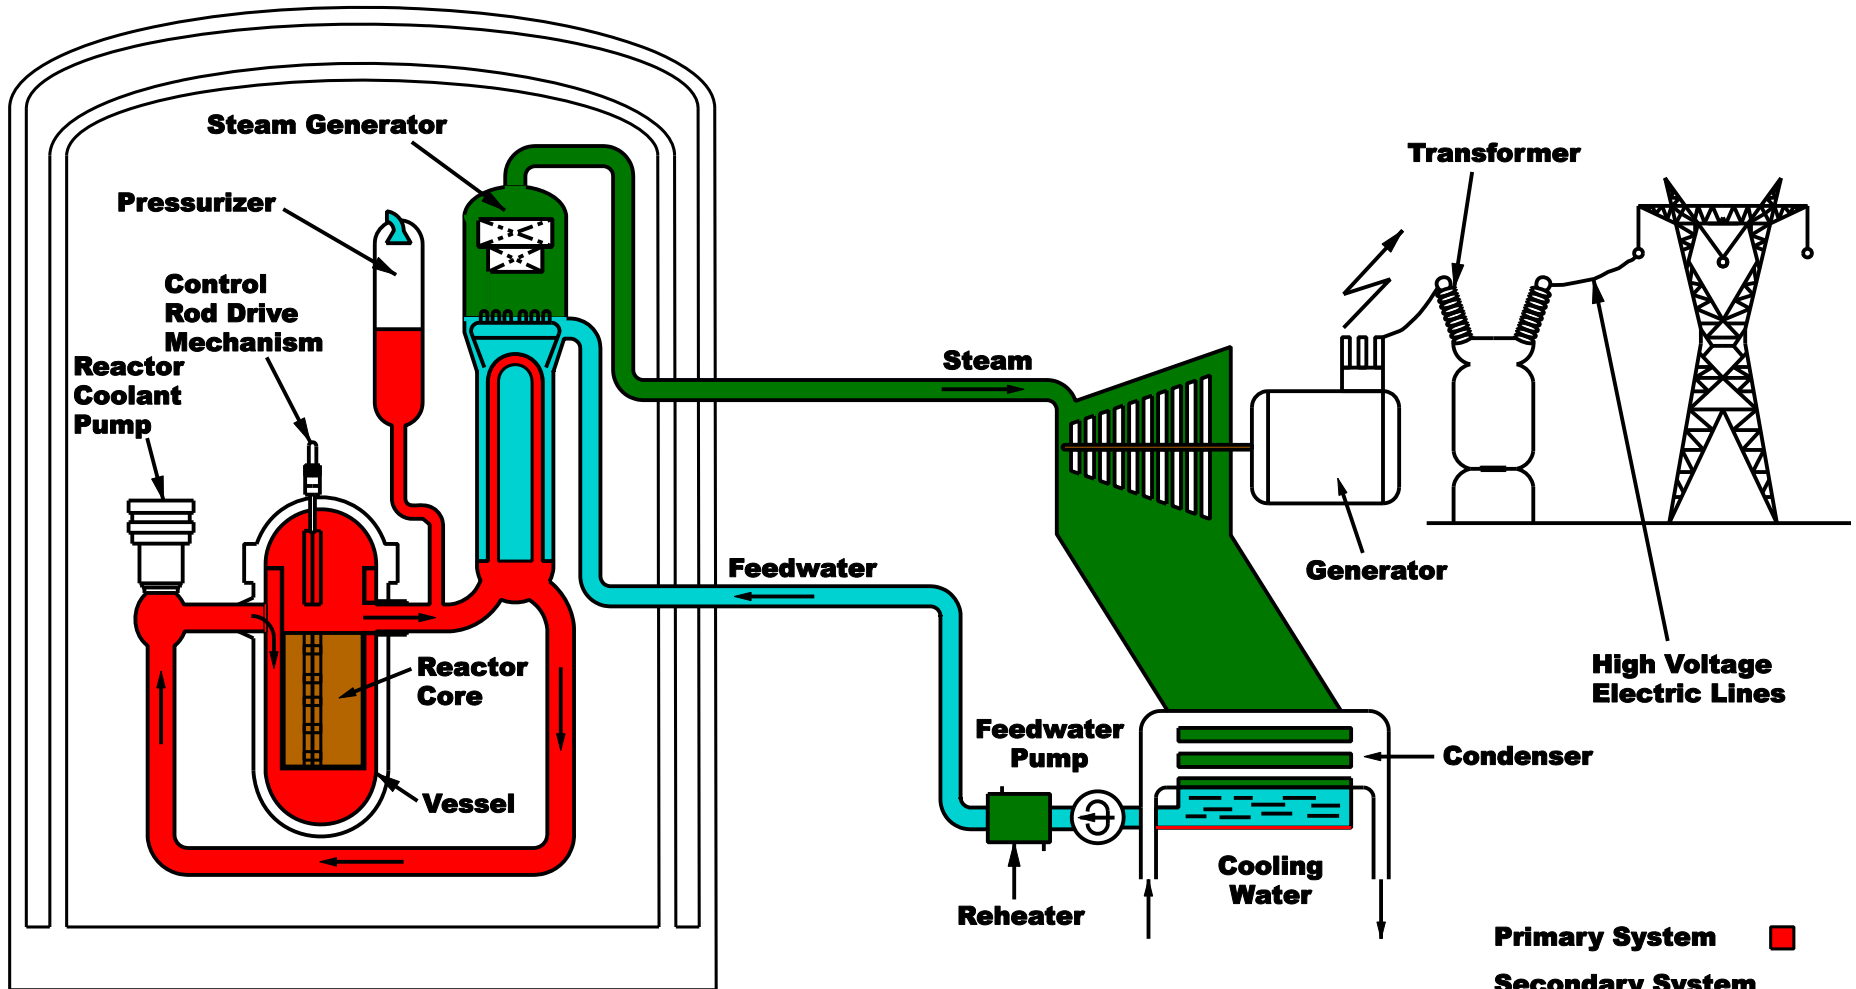 Steam Generator
Pressurizer
Control
Rod Drive
Mechanism
Reactor
Coolant
Pump
Reactor
Core
Vessel
Steam
Feedwater
Feedwater
Pump
Reheater
Cooling
Water
Condenser
Generator
Transformer
High Voltage
Electric Lines
Primary System
Secondary System